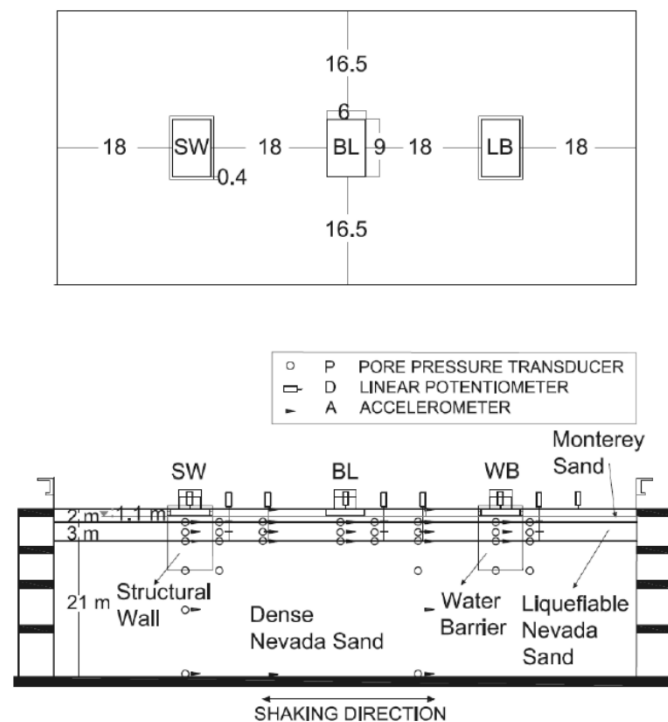 16.5
6
18 SW 18 BL 9 18 LB 18
0.4
16.5
P PORE PRESSURE TRANSDUCER
D LINEAR POTENTIOMETER
A ACCELEROMETER
Monterey
Sand
SW BL WB
2 m 1.1 m
3 m
21 m
Structural
Wall
Dense
Nevada Sand
Water
Barrier
Liquefiable
Nevada
Sand
SHAKING DIRECTION